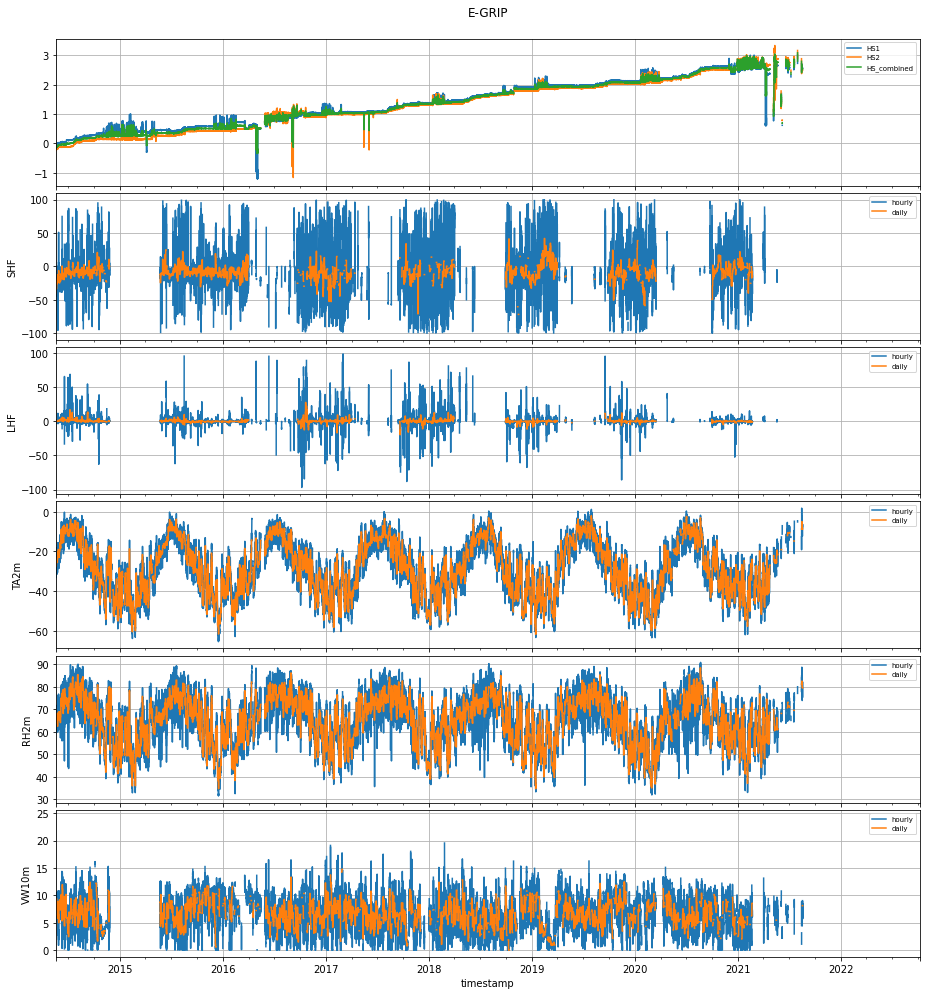 E-GRIP
3
2
1
0
−1
HS1
HS2
HS_combined
SHF
100
50
0
−50
−100
hourly
daily
LHF
100
50
0
−50
−100
hourly
daily
TA2m
0
−20
−40
−60
hourly
daily
RH2m
90
80
70
60
50
40
30
hourly
daily
VW10m
25
20
15
10
5
0
hourly
daily
2015 2016 2017 2018 2019 2020 2021 2022
timestamp